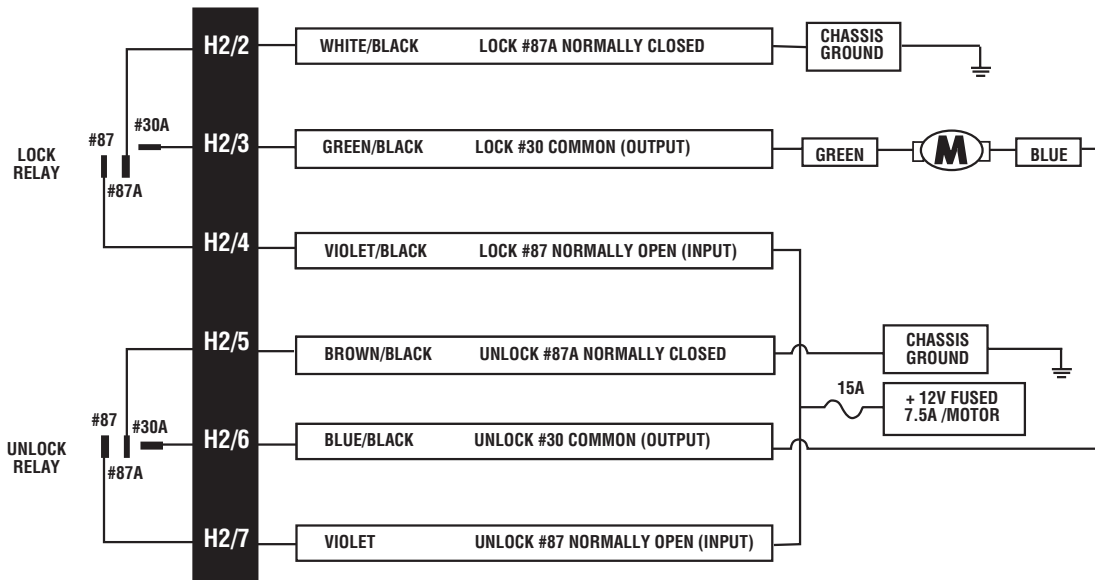 H2/2 WHITE/BLACK LOCK #87A NORMALLY CLOSED
CHASSIS
GROUND
#87 #30A
LOCK
RELAY
#87A
H2/3 GREEN/BLACK LOCK #30 COMMON (OUTPUT) GREEN M BLUE
H2/4 VIOLET/BLACK LOCK #87 NORMALLY OPEN (INPUT)
H2/5 BROWN/BLACK UNLOCK #87A NORMALLY CLOSED
CHASSIS
GROUND
15A
+ 12V FUSED
7.5A /MOTOR
#87 #30A
UNLOCK
RELAY
#87A
H2/6 BLUE/BLACK UNLOCK #30 COMMON (OUTPUT)
H2/7 VIOLET UNLOCK #87 NORMALLY OPEN (INPUT)